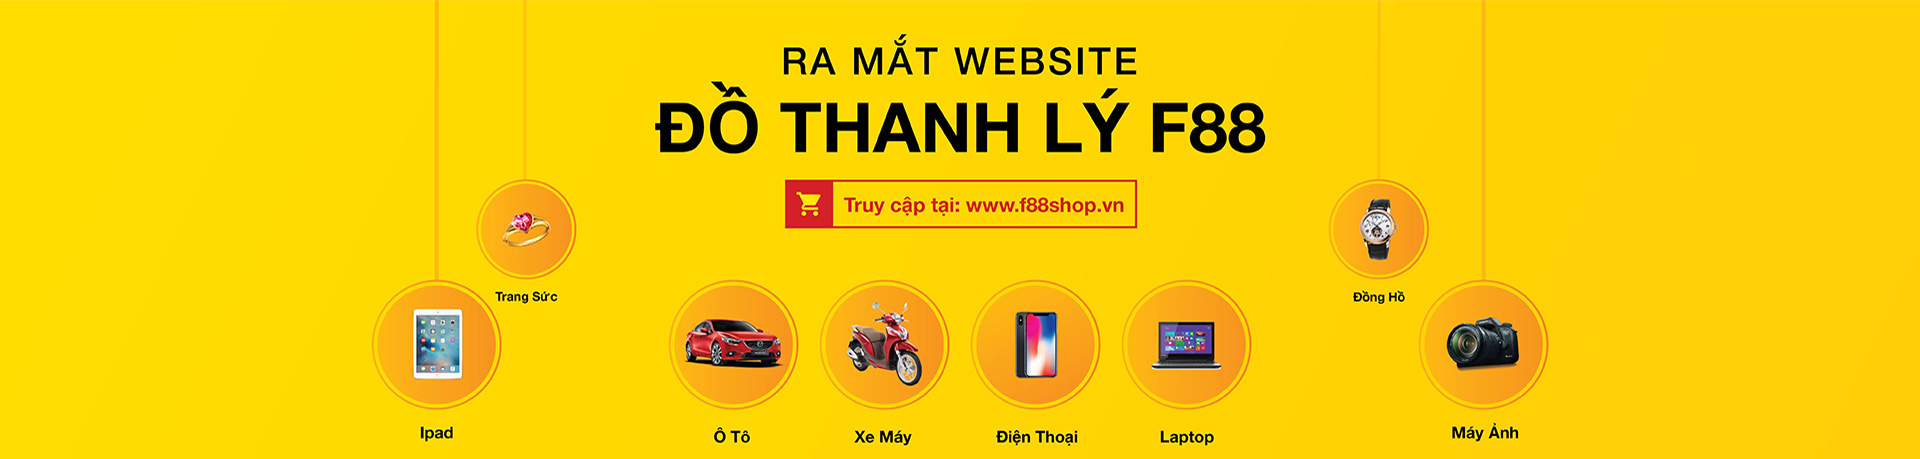 RA MẮT WEBSITE
ĐỒ THANH LÝ F88
Truy cập tại: www.f88shop.vn
Trang Sức
Đồng Hồ
Ipad
Ô Tô
Xe Máy
Điện Thoại
Laptop
Máy Ảnh